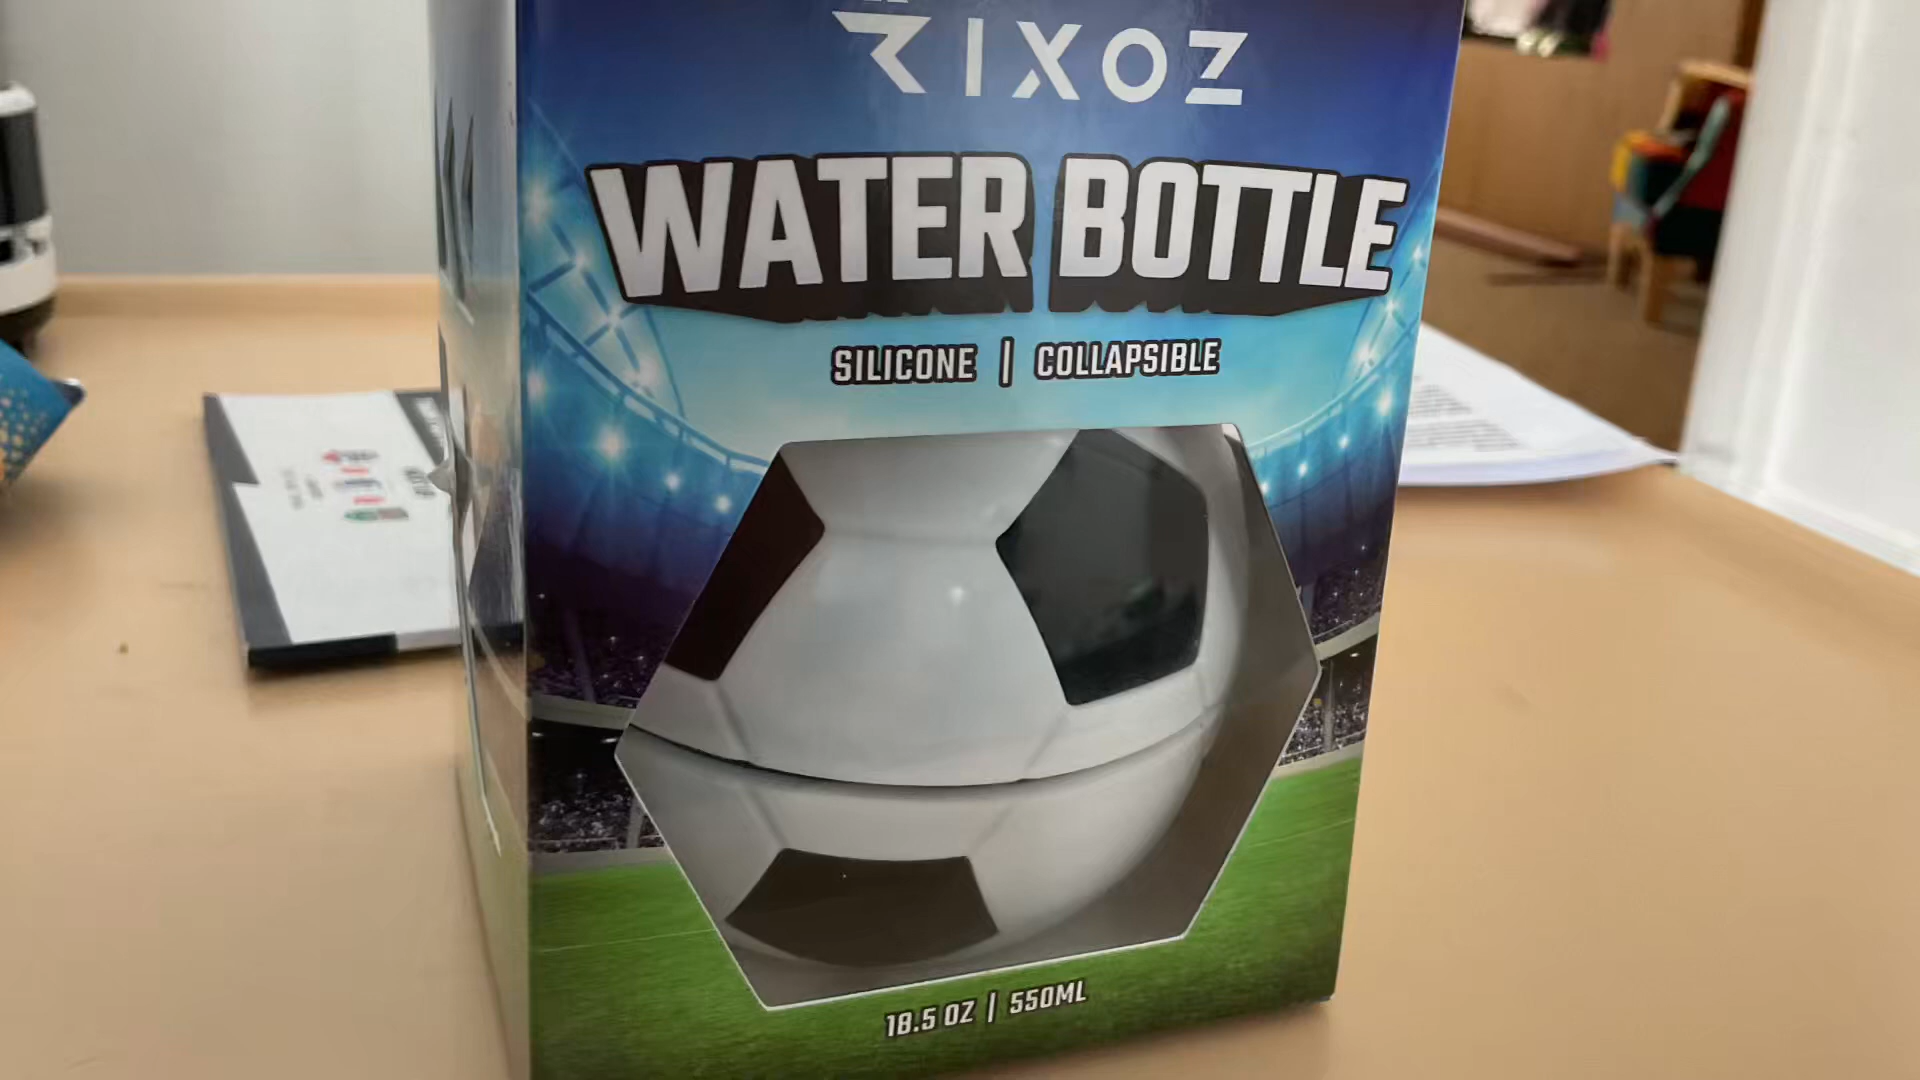 RIXOZ
WATER BOTTLE
SILICONE | COLLAPSIBLE
18.5 OZ | 550ML